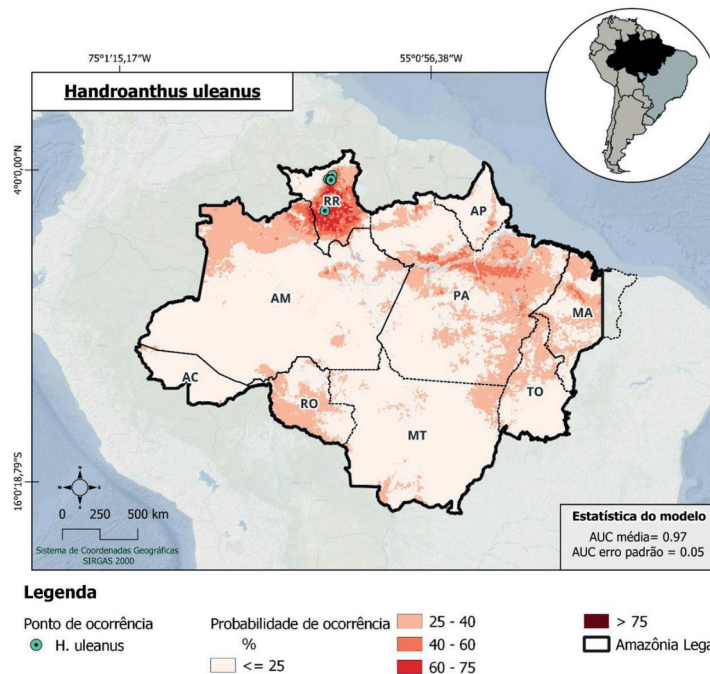 75°1'15,17"W
55°0'56,38"W
Handroanthus uleanus
4°0'0,00"N
RR
AP
AM
PA
MA
AC
RO
TO
MT
16°0'18,79"S
N
W
E
S
0 250 500 km
Sistema de Coordenadas Geográficas
SIRGAS 2000
Estatística do modelo
AUC média= 0.97
AUC erro padrão = 0.05
Legenda
Ponto de ocorrência
H. uleanus
Probabilidade de ocorrência
%
<= 25
25 - 40
40 - 60
60 - 75
> 75
Amazônia Lega